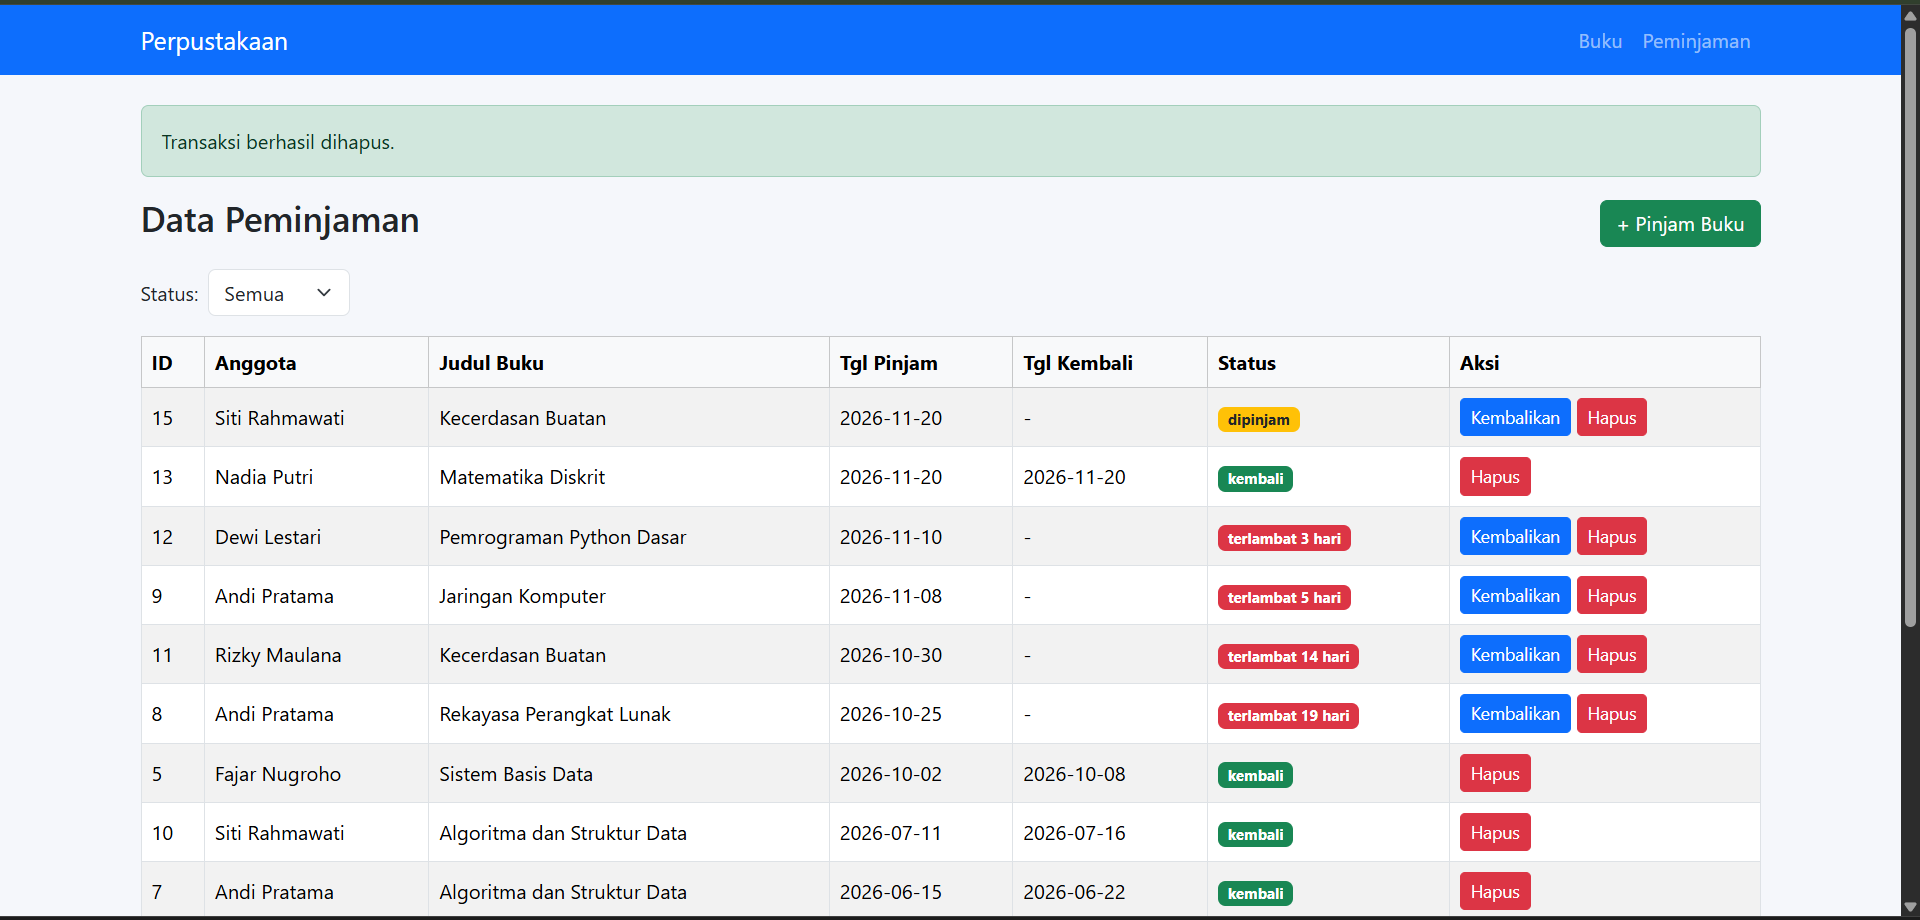 Perpustakaan Buku Peminjaman
Transaksi berhasil dihapus.
Data Peminjaman + Pinjam Buku
Status: Semua
ID Anggota Judul Buku Tgl Pinjam Tgl Kembali Status Aksi
15 Siti Rahmawati Kecerdasan Buatan 2026-11-20 - dipinjam Kembalikan Hapus
13 Nadia Putri Matematika Diskrit 2026-11-20 2026-11-20 kembali Hapus
12 Dewi Lestari Pemrograman Python Dasar 2026-11-10 - terlambat 3 hari Kembalikan Hapus
9 Andi Pratama Jaringan Komputer 2026-11-08 - terlambat 5 hari Kembalikan Hapus
11 Rizky Maulana Kecerdasan Buatan 2026-10-30 - terlambat 14 hari Kembalikan Hapus
8 Andi Pratama Rekayasa Perangkat Lunak 2026-10-25 - terlambat 19 hari Kembalikan Hapus
5 Fajar Nugroho Sistem Basis Data 2026-10-02 2026-10-08 kembali Hapus
10 Siti Rahmawati Algoritma dan Struktur Data 2026-07-11 2026-07-16 kembali Hapus
7 Andi Pratama Algoritma dan Struktur Data 2026-06-15 2026-06-22 kembali Hapus